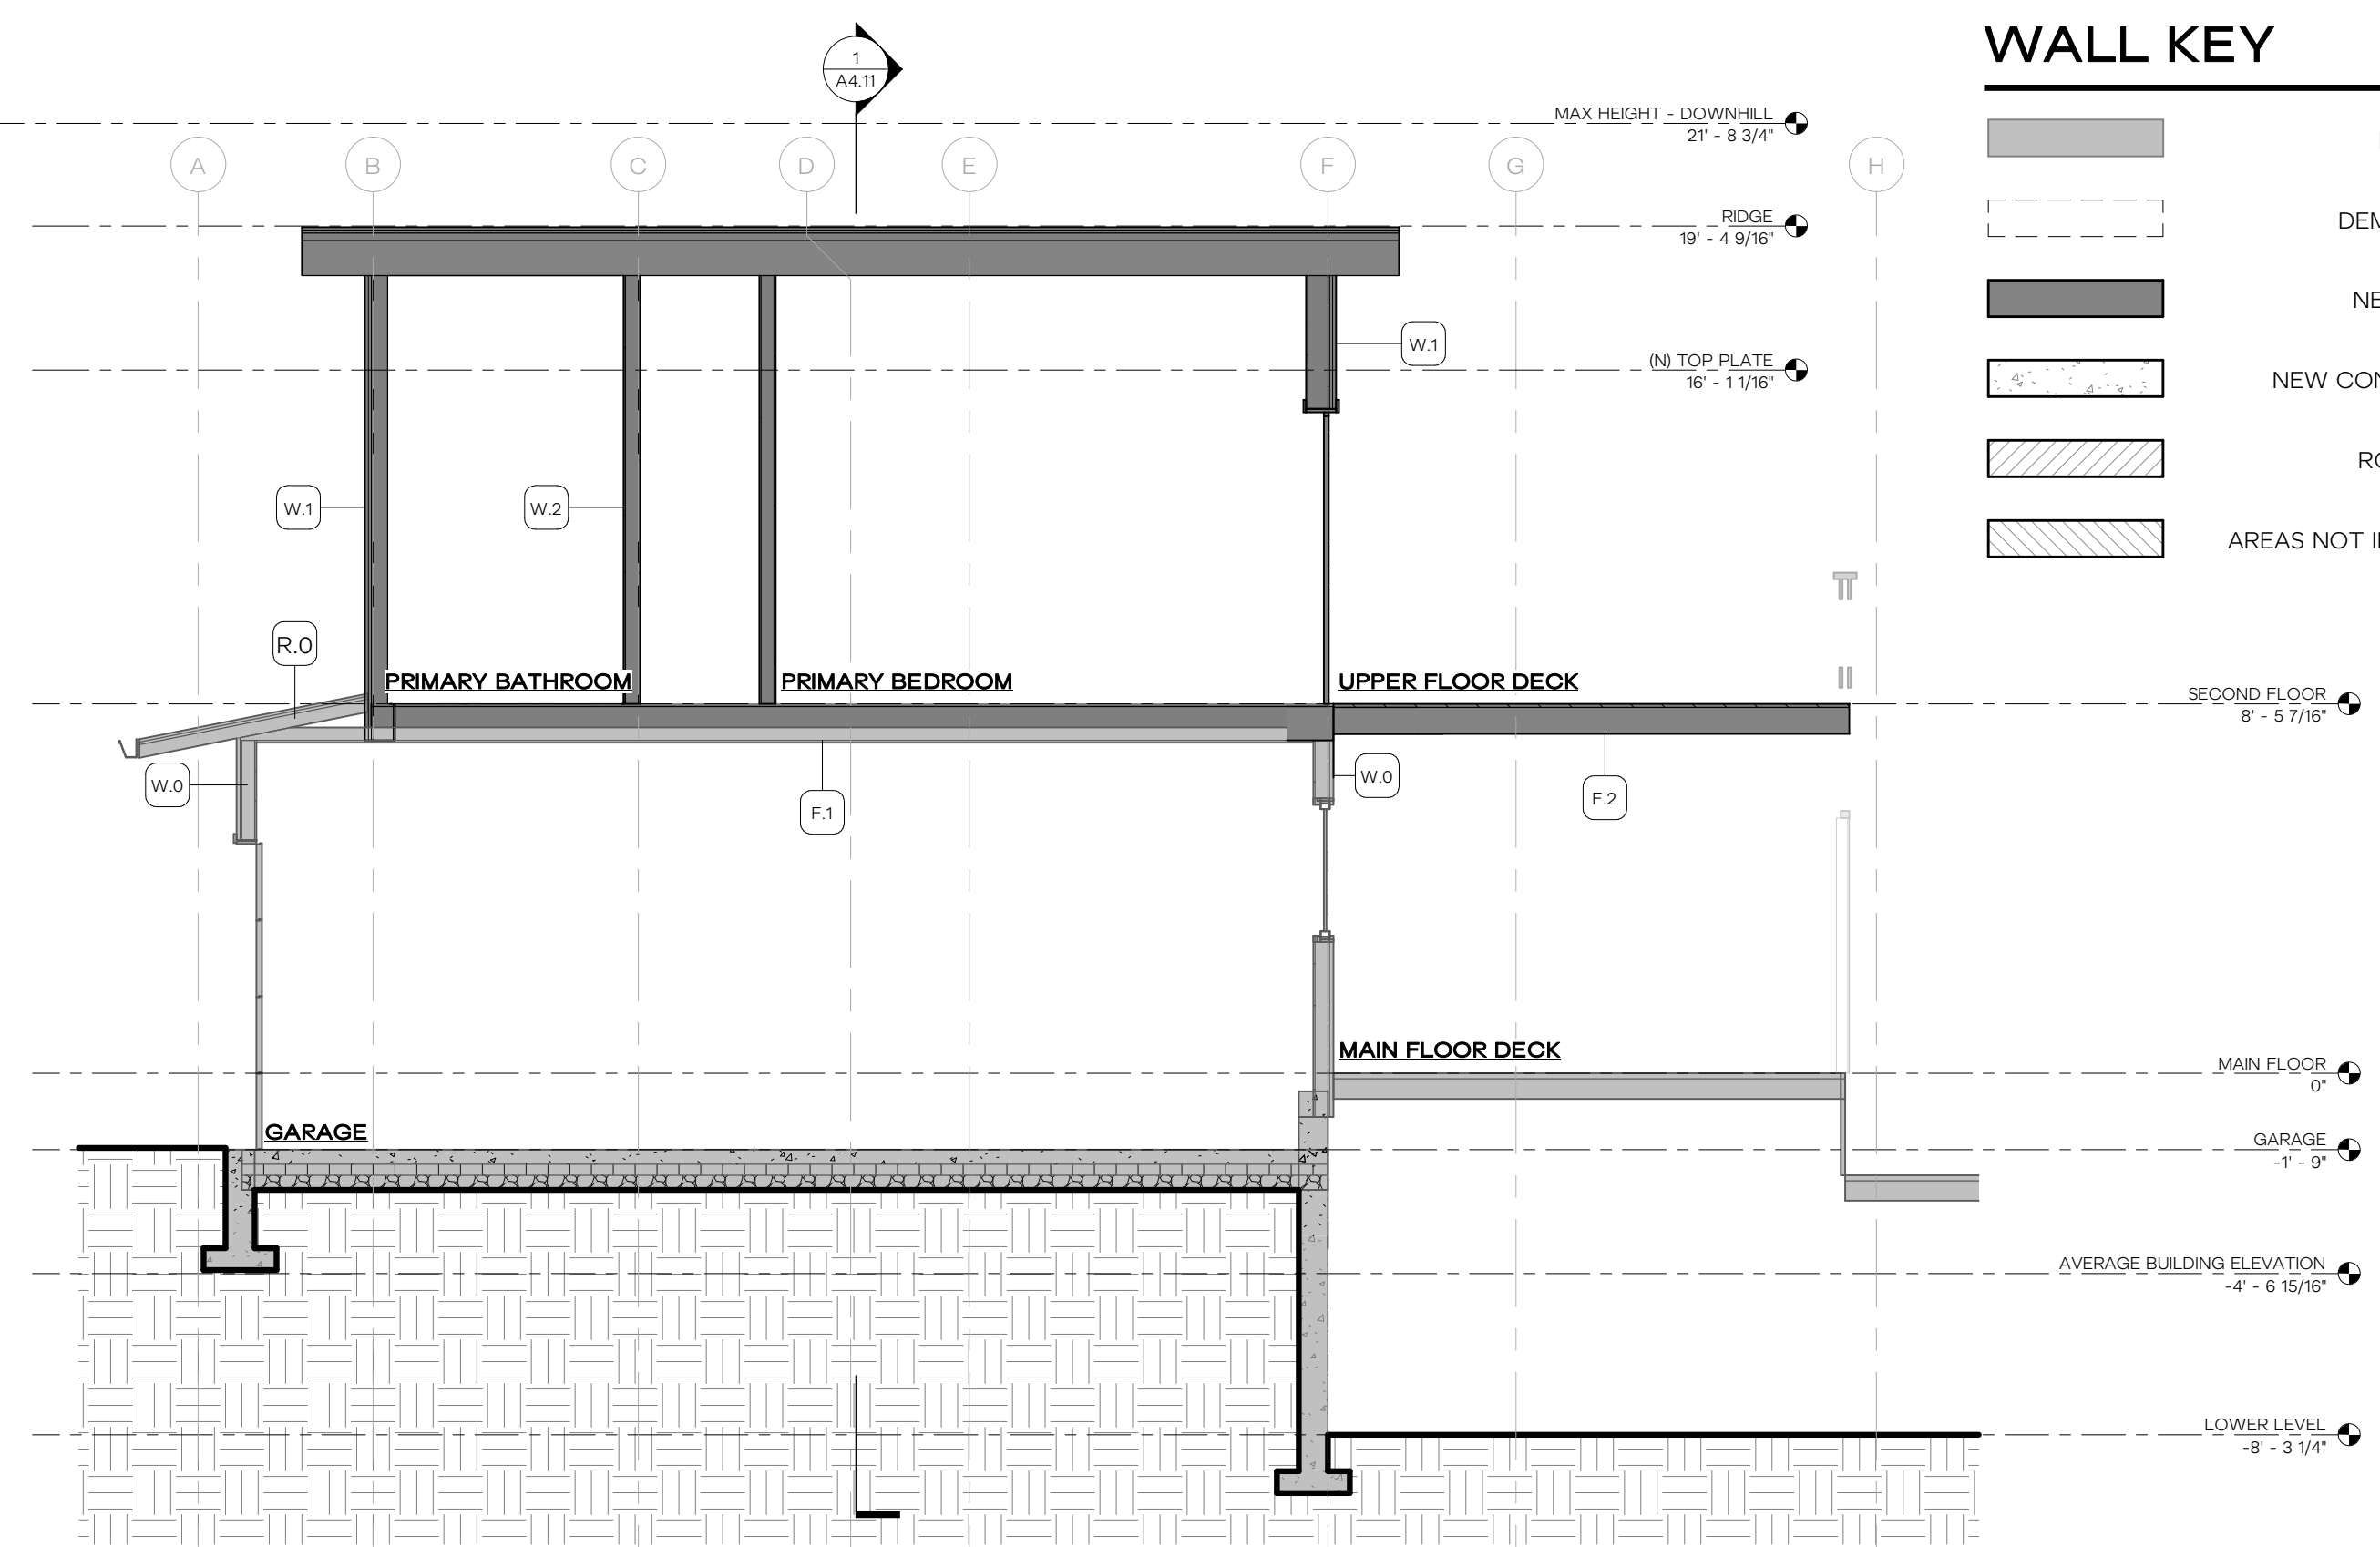 WALL KEY
1
A4.11
MAX HEIGHT - DOWNHILL
21' - 8 3/4"
A
B
C
D
E
F
G
H
DEM
RIDGE
19' - 4 9/16"
NE
W.1
(N) TOP PLATE
16' - 1 1/16"
NEW CON
RO
W.1
W.2
AREAS NOT I
R.0
PRIMARY BATHROOM
PRIMARY BEDROOM
UPPER FLOOR DECK
SECOND FLOOR
8' - 5 7/16"
W.0
F.1
W.0
F.2
MAIN FLOOR DECK
MAIN FLOOR
0"
GARAGE
GARAGE
-1' - 9"
AVERAGE BUILDING ELEVATION
-4' - 6 15/16"
LOWER LEVEL
-8' - 3 1/4"